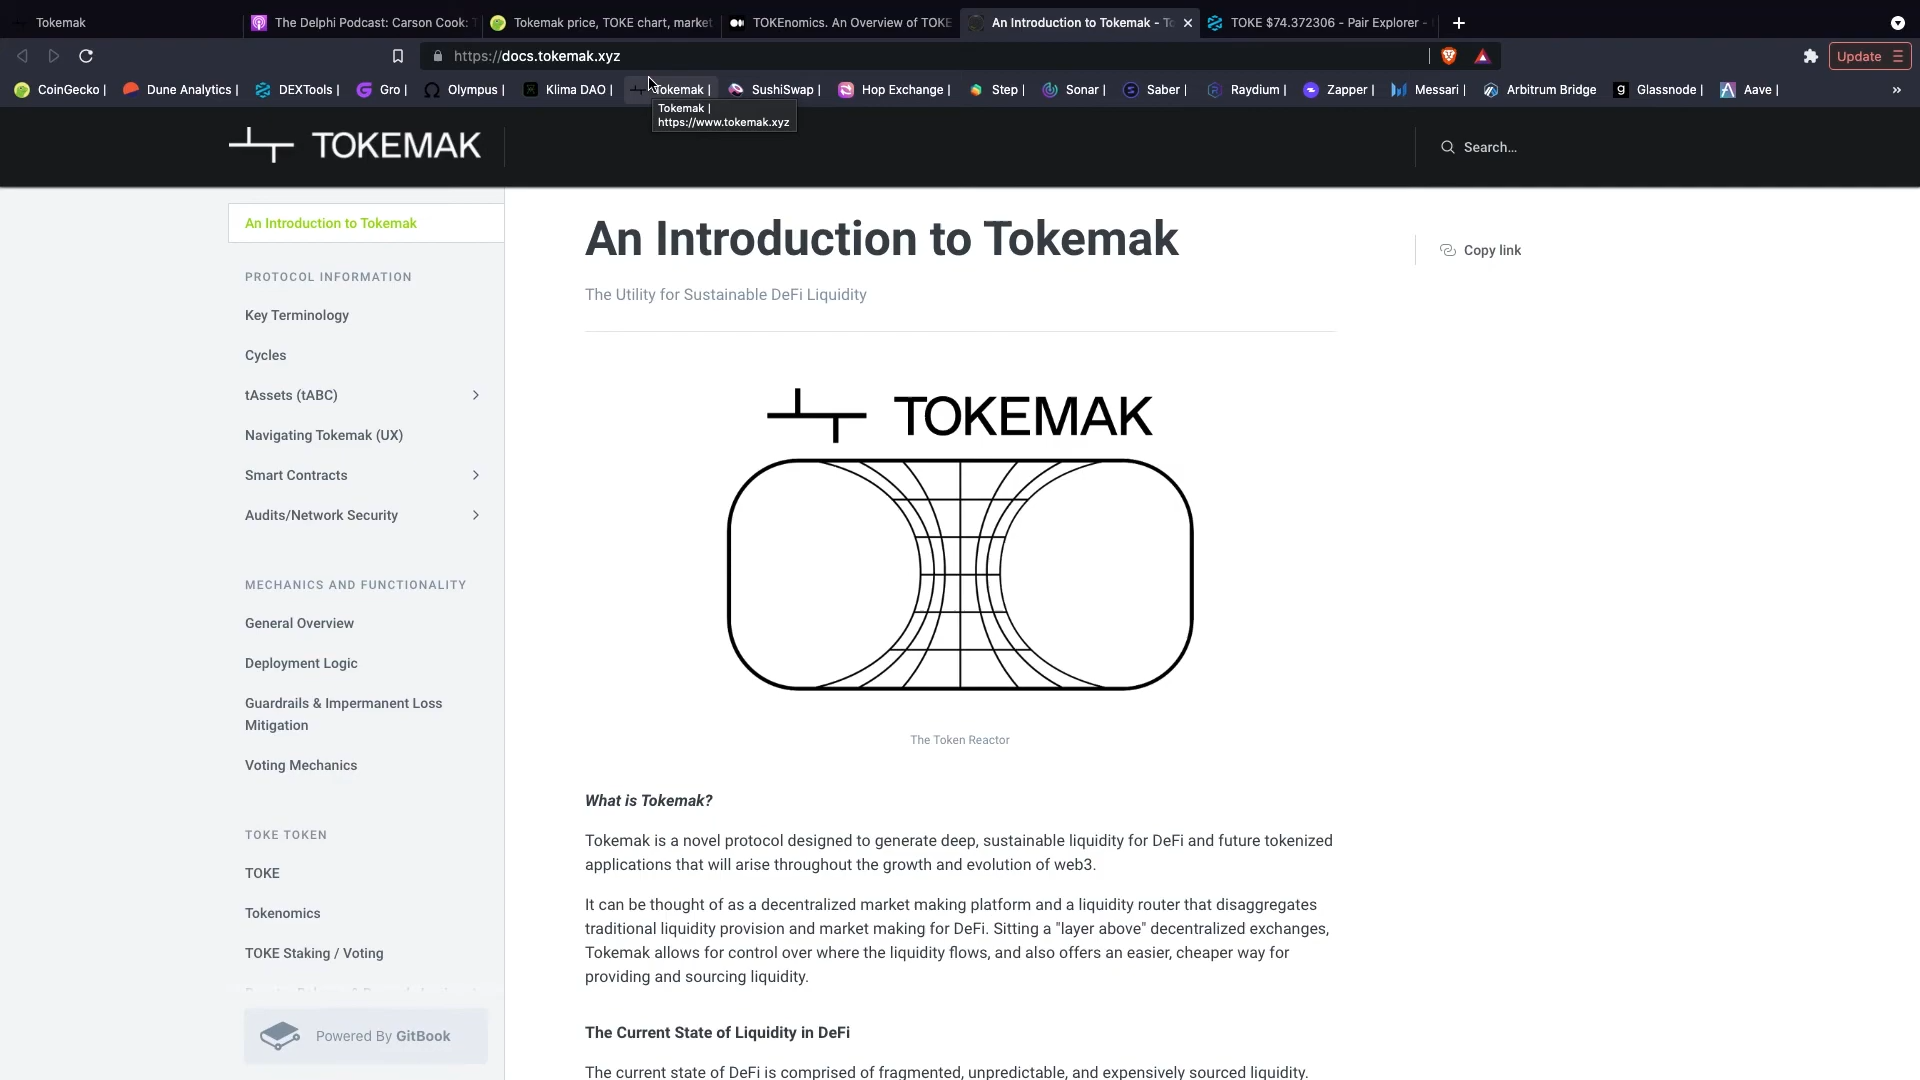 Tokemak
The Delphi Podcast: Carson Cook: T
Tokemak price, TOKE chart, market
TOKEnomics. An Overview of TOKE
An Introduction to Tokemak - To
TOKE $74.372306 - Pair Explorer -
https://docs.tokemak.xyz
Update
CoinGecko |
Dune Analytics |
DEXTools |
Gro |
Olympus |
Klima DAO |
Tokemak |
SushiSwap |
Hop Exchange |
Step |
Sonar |
Saber |
Raydium |
Zapper |
Messari |
Arbitrum Bridge
Glassnode |
Aave |
Tokemak |
https://www.tokemak.xyz
TOKEMAK
Search...
An Introduction to Tokemak
PROTOCOL INFORMATION
Key Terminology
Cycles
tAssets (tABC)
Navigating Tokemak (UX)
Smart Contracts
Audits/Network Security
MECHANICS AND FUNCTIONALITY
General Overview
Deployment Logic
Guardrails & Impermanent Loss
Mitigation
Voting Mechanics
TOKE TOKEN
TOKE
Tokenomics
TOKE Staking / Voting
Powered By GitBook
An Introduction to Tokemak
The Utility for Sustainable DeFi Liquidity
Copy link
TOKEMAK
The Token Reactor
What is Tokemak?
Tokemak is a novel protocol designed to generate deep, sustainable liquidity for DeFi and future tokenized
applications that will arise throughout the growth and evolution of web3.
It can be thought of as a decentralized market making platform and a liquidity router that disaggregates
traditional liquidity provision and market making for DeFi. Sitting a "layer above" decentralized exchanges,
Tokemak allows for control over where the liquidity flows, and also offers an easier, cheaper way for
providing and sourcing liquidity.
The Current State of Liquidity in DeFi
The current state of DeFi is comprised of fragmented, unpredictable, and expensively sourced liquidity.